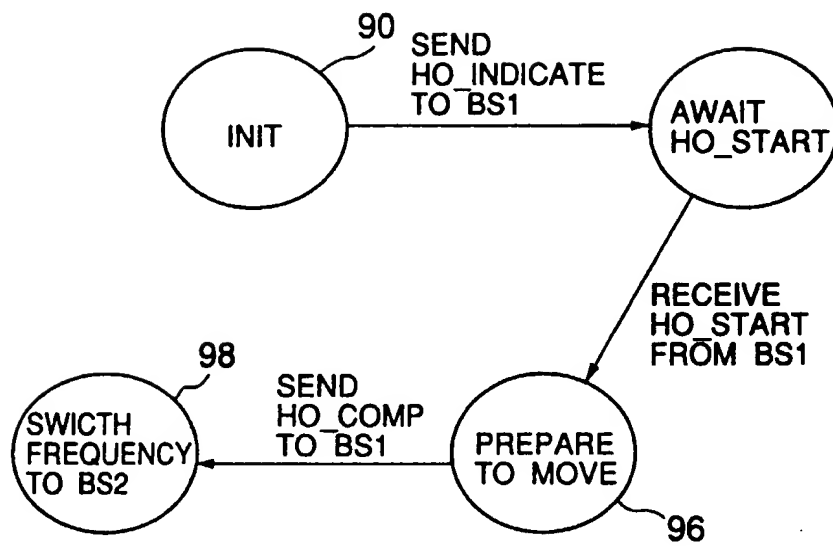 90
SEND
HO_INDICATE
TO BS1
INIT
AWAIT
HO_START
RECEIVE
HO_START
FROM BS1
98
SEND
HO_COMP
TO BS1
SWICTH
FREQUENCY
TO BS2
PREPARE
TO MOVE
96